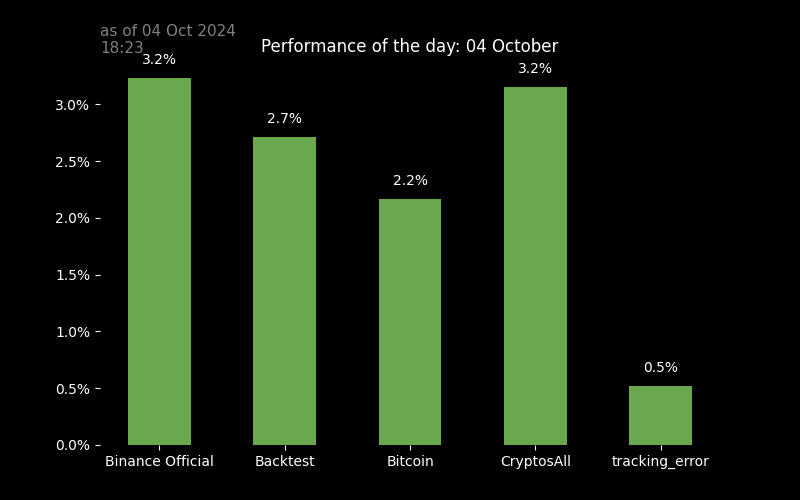 as of 04 Oct 2024
18:23
Performance of the day: 04 October
3.2%
2.7%
2.2%
3.2%
0.5%
3.0%
2.5%
2.0%
1.5%
1.0%
0.5%
0.0%
Binance Official
Backtest
Bitcoin
CryptosAll
tracking_error